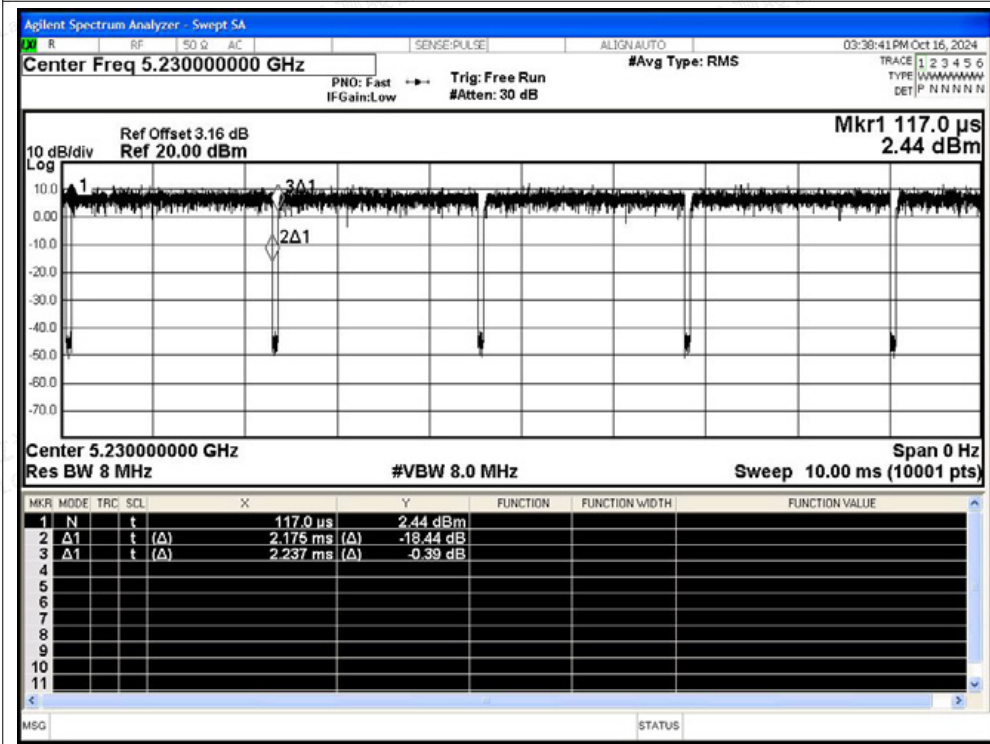 Agilent Spectrum Analyzer - Swept SA
LXI R RF 50 Ω AC SENSE:PULSE ALIGN AUTO 03:38:41 PM Oct 16, 2024
Center Freq 5.230000000 GHz #Avg Type: RMS TRACE 1 2 3 4 5 6
PNO: Fast Trig: Free Run TYPE WWWWWW
IFGain:Low #Atten: 30 dB DET P N N N N N
Mkr1 117.0 µs
Ref Offset 3.16 dB
10 dB/div Ref 20.00 dBm 2.44 dBm
Log
10.0
0.00
-10.0
-20.0
-30.0
-40.0
-50.0
-60.0
-70.0
1
3Δ1
2Δ1
Center 5.230000000 GHz Span 0 Hz
Res BW 8 MHz #VBW 8.0 MHz Sweep 10.00 ms (10001 pts)
MKR MODE TRC SCL X Y FUNCTION FUNCTION WIDTH FUNCTION VALUE
1 N t 117.0 µs 2.44 dBm
2 Δ1 t (Δ) 2.175 ms (Δ) -18.44 dB
3 Δ1 t (Δ) 2.237 ms (Δ) -0.39 dB
4
5
6
7
8
9
10
11
MSG STATUS